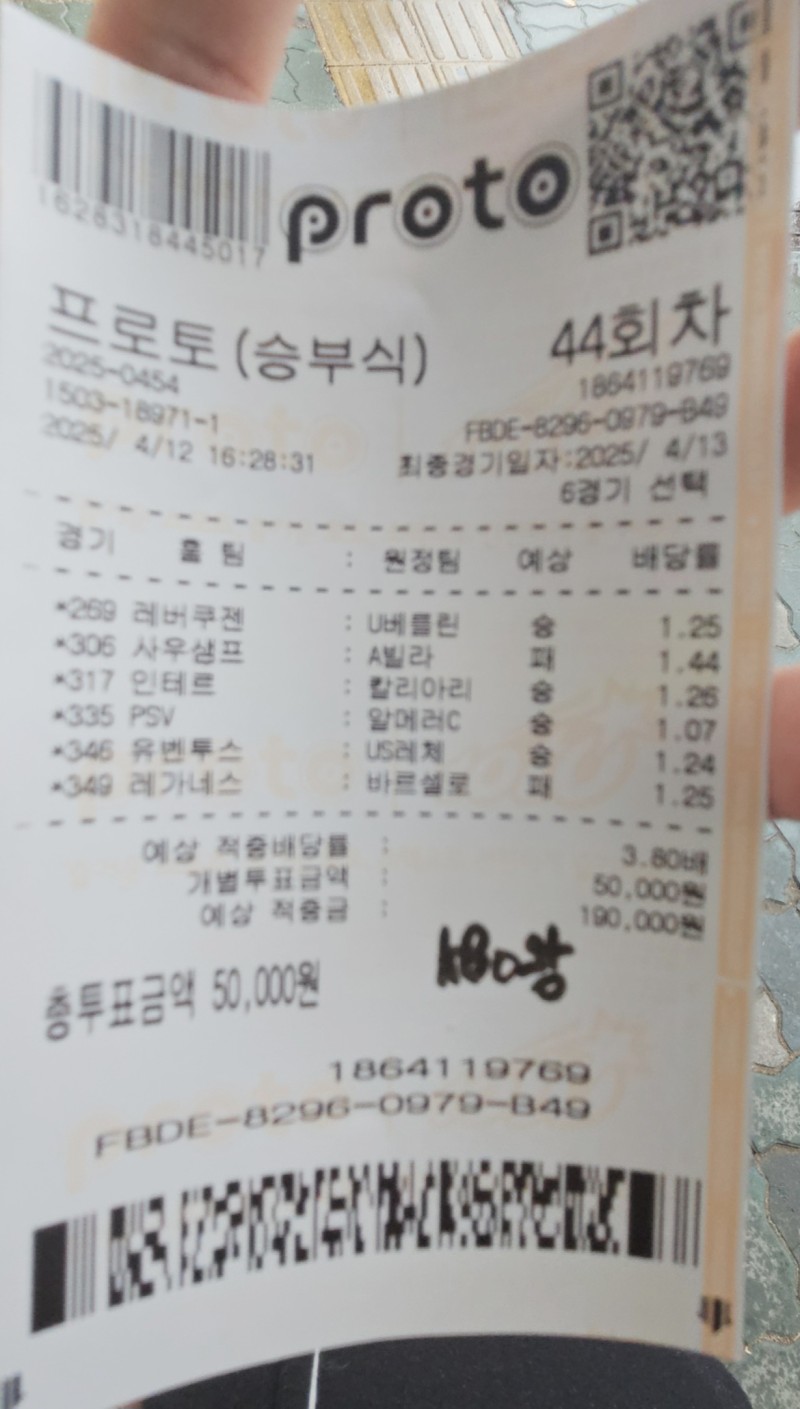 1628318445017
proto
프로토(승부식) 44회차
2025-0454 1864119769
1503-18971-1 FBDE-8296-0979-B49
2025/ 4/12 16:28:31 최종경기일자:2025/ 4/13
6경기 선택
경기 홈 팀 : 원정팀 예상 배당률
*269 레버쿠젠 : U베를린 승 1.25
*306 사우샘프 : A빌라 패 1.44
*317 인테르 : 칼리아리 승 1.26
*335 PSV : 알메러C 승 1.07
*346 유벤투스 : US레체 승 1.24
*349 레가네스 : 바르셀로 패 1.25
예상 적중배당률 : 3.80배
개별투표금액 : 50,000원
예상 적중금 : 190,000원
총투표금액 50,000원
1864119769
FBDE-8296-0979-B49